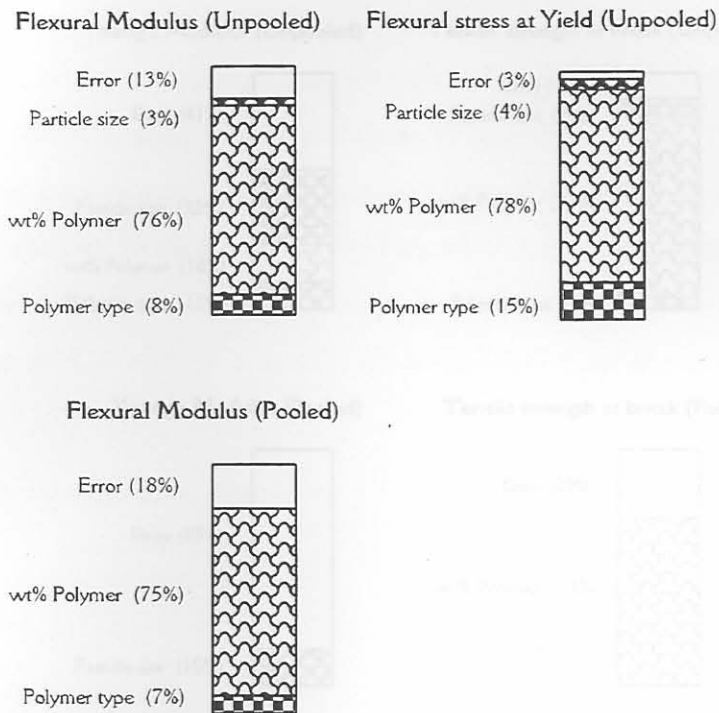 Flexural Modulus (Unpooled)
Error (13%)
Particle size (3%)
wt% Polymer (76%)
Polymer type (8%)
Flexural stress at Yield (Unpooled)
Error (3%)
Particle size (4%)
wt% Polymer (78%)
Polymer type (15%)
Flexural Modulus (Pooled)
Error (18%)
wt% Polymer (75%)
Polymer type (7%)